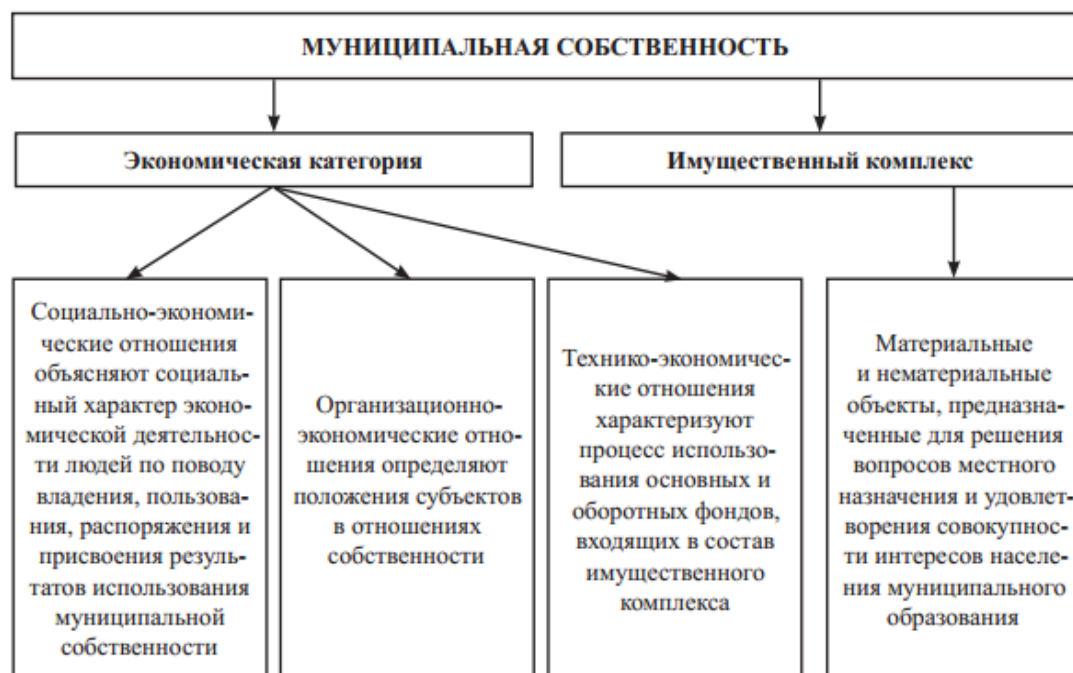 МУНИЦИПАЛЬНАЯ СОБСТВЕННОСТЬ
Экономическая категория
Имущественный комплекс
Социально-экономи-
ческие отношения
объясняют социаль-
ный характер эконо-
мической деятельнос-
ти людей по поводу
владения, пользова-
ния, распоряжения и
присвоения резуль-
татов использования
муниципальной
собственности
Организационно-
экономические отно-
шения определяют
положения субъектов
в отношениях
собственности
Технико-экономичес-
кие отношения
характеризуют
процесс использо-
вания основных и
оборотных фондов,
входящих в состав
имущественного
комплекса
Материальные
и нематериальные
объекты, предназна-
ченные для решения
вопросов местного
назначения и удовлет-
ворения совокупнос-
ти интересов населе-
ния муниципального
образования